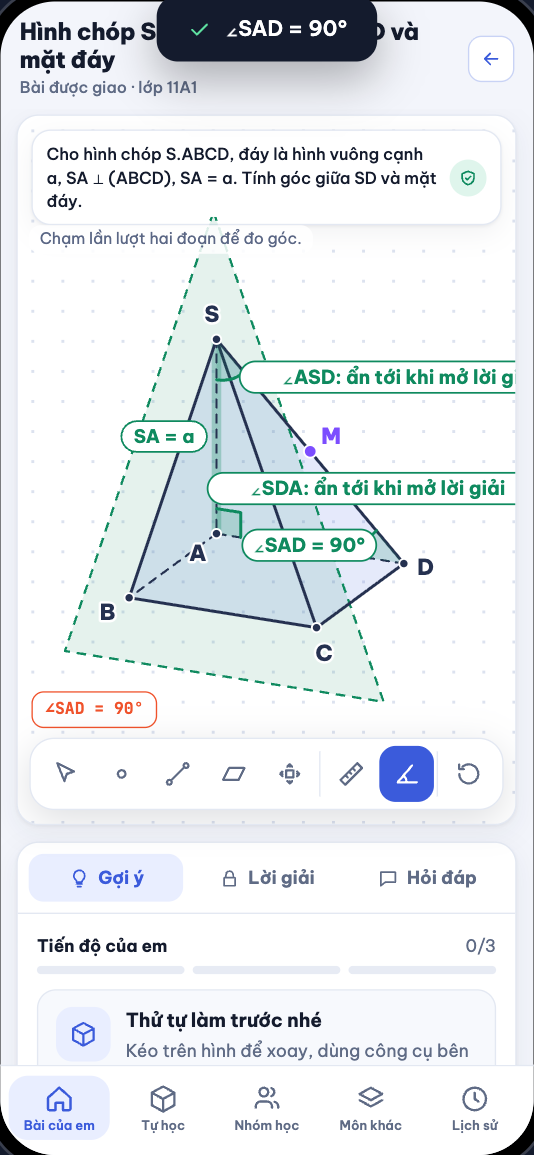 ∠SAD = 90°
Hình chóp S
D và
mặt đáy
Bài được giao · lớp 11A1
Cho hình chóp S.ABCD, đáy là hình vuông cạnh
a, SA ⊥ (ABCD), SA = a. Tính góc giữa SD và mặt
đáy.
Chạm lần lượt hai đoạn để đo góc.
S
∠ASD: ẩn tới khi mở lời g
SA = a
M
∠SDA: ẩn tới khi mở lời giải
∠SAD = 90°
A
D
B
C
∠SAD = 90°
Gợi ý
Lời giải
Hỏi đáp
Tiến độ của em
0/3
Thử tự làm trước nhé
Kéo trên hình để xoay, dùng công cụ bên
Bài của em
Tự học
Nhóm học
Môn khác
Lịch sử